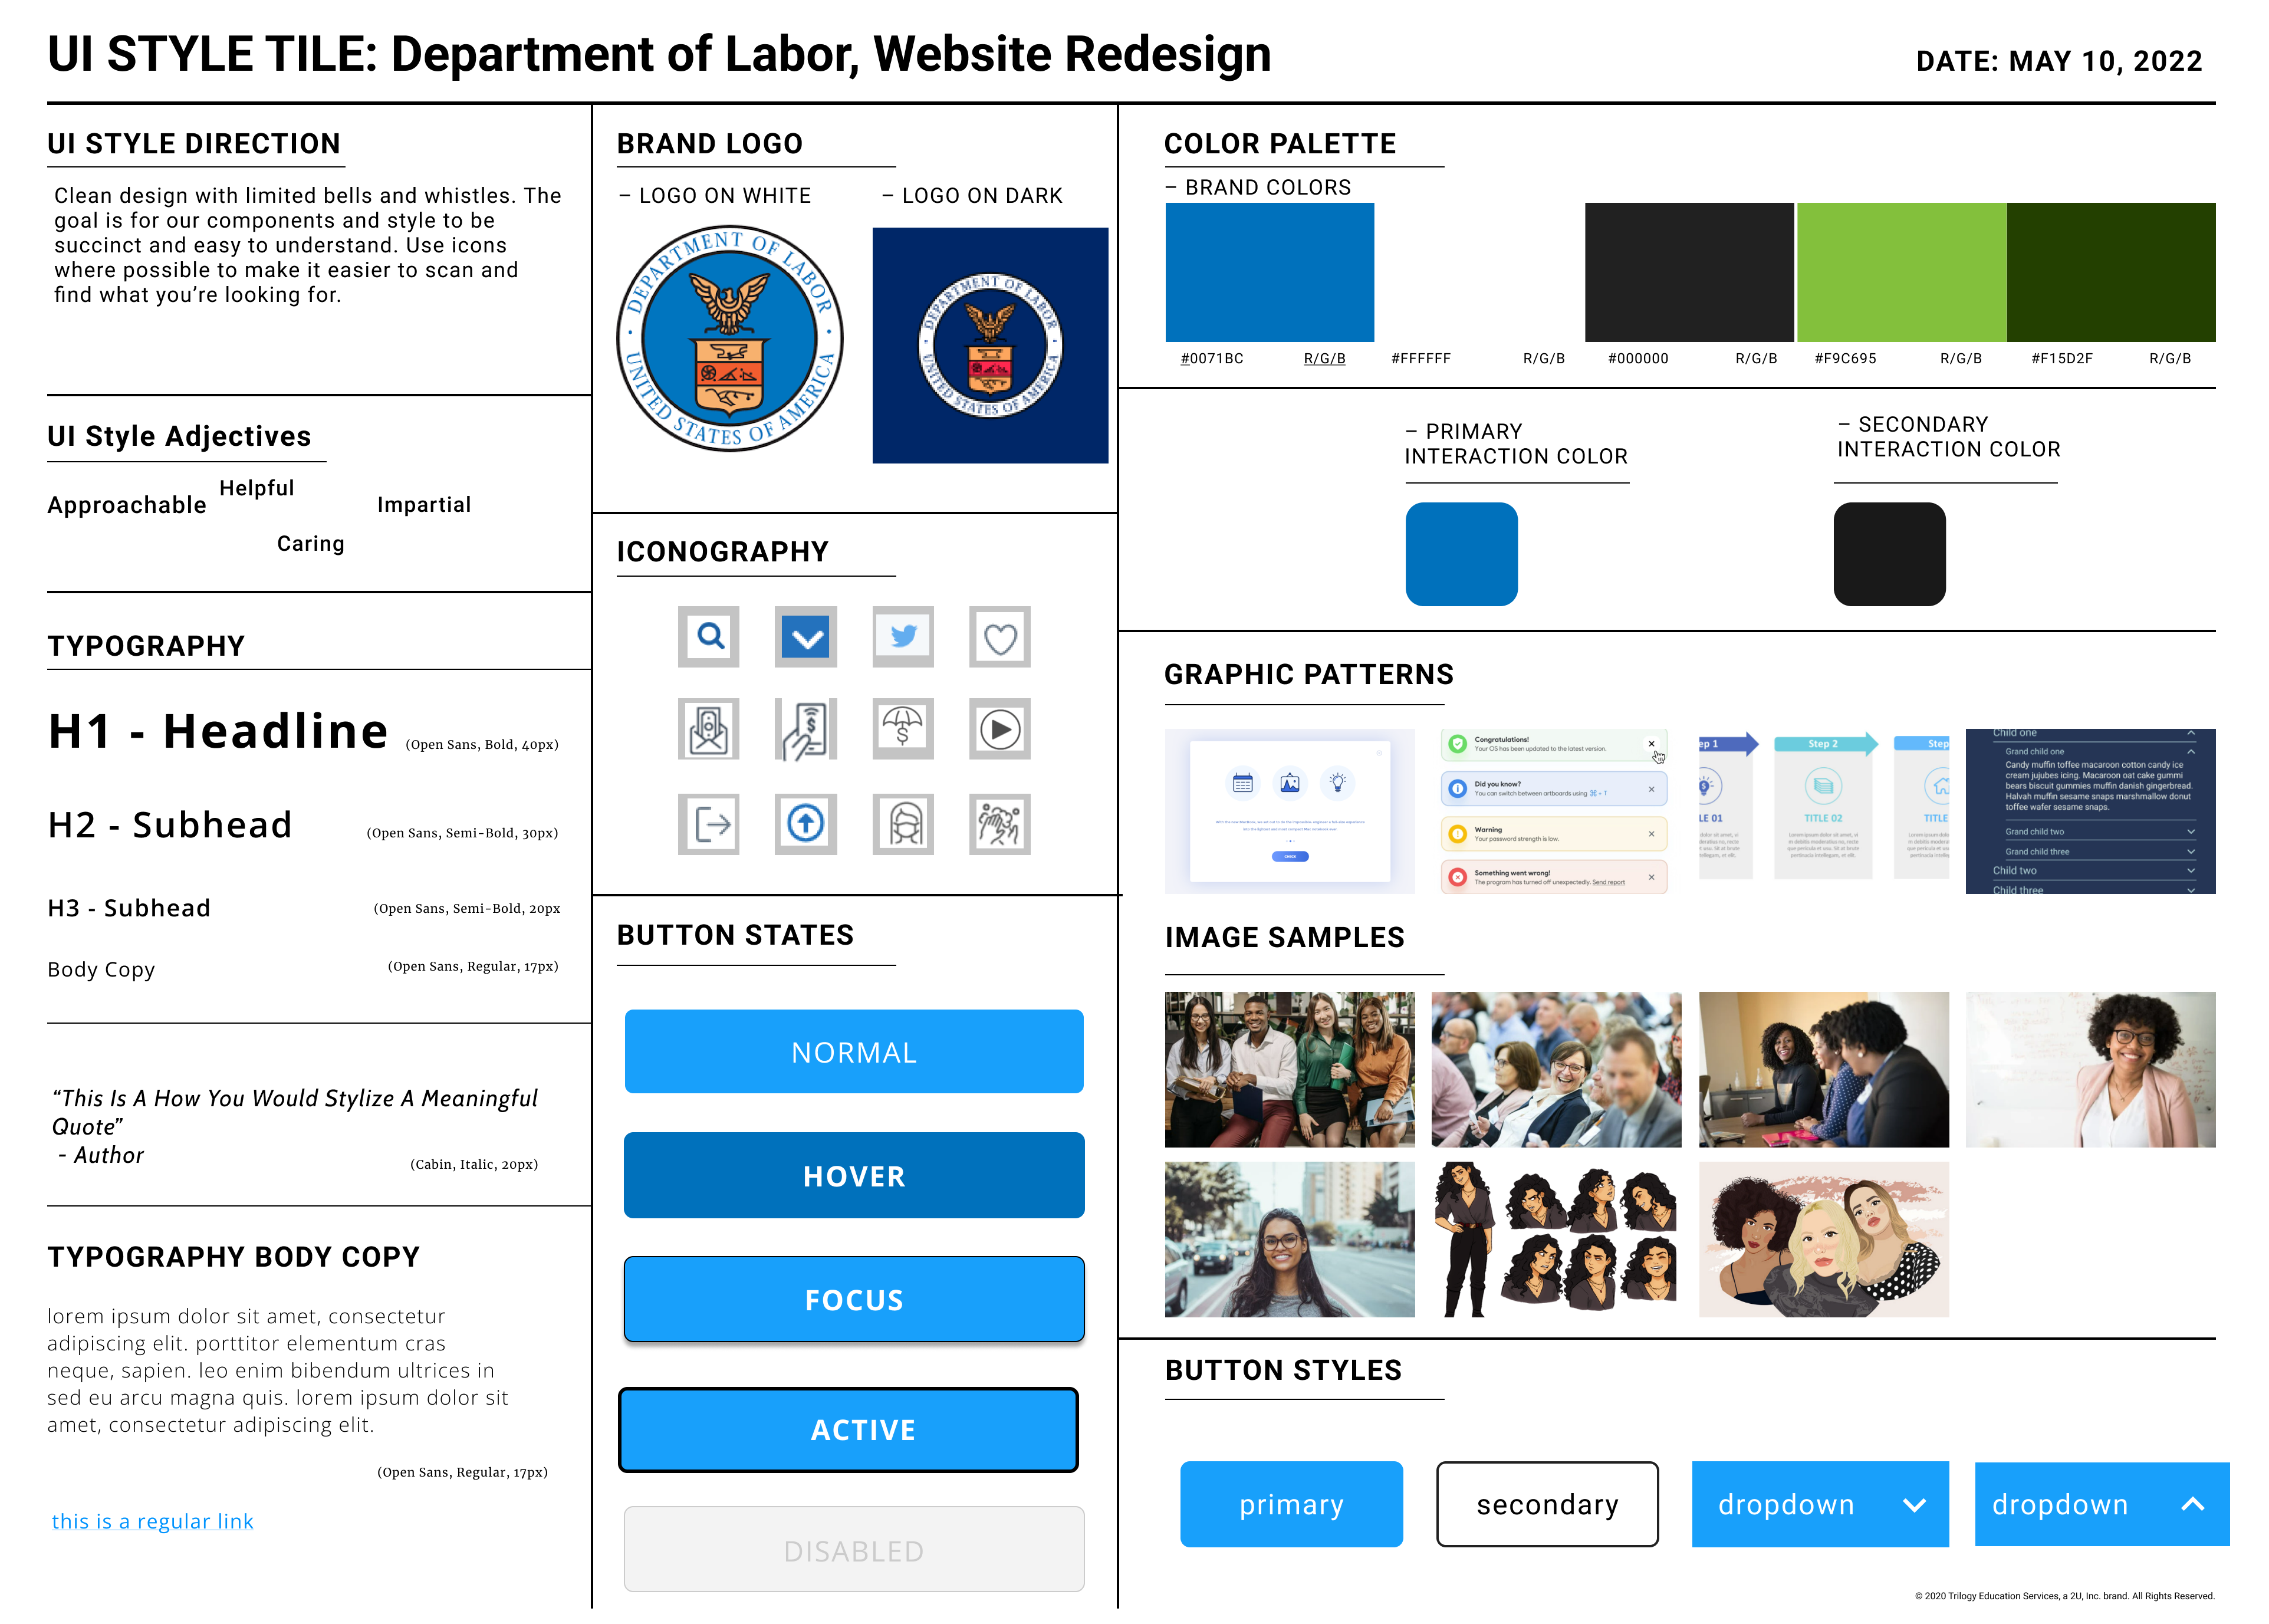 UI STYLE TILE: Department of Labor, Website Redesign
DATE: MAY 10, 2022
UI STYLE DIRECTION
Clean design with limited bells and whistles. The
goal is for our components and style to be
succinct and easy to understand. Use icons
where possible to make it easier to scan and
find what you’re looking for.
UI Style Adjectives
Approachable
Helpful
Impartial
Caring
TYPOGRAPHY
H1 - Headline
(Open Sans, Bold, 40px)
H2 - Subhead
(Open Sans, Semi-Bold, 30px)
H3 - Subhead
(Open Sans, Semi-Bold, 20px
Body Copy
(Open Sans, Regular, 17px)
“This Is A How You Would Stylize A Meaningful
Quote”
- Author
(Cabin, Italic, 20px)
TYPOGRAPHY BODY COPY
lorem ipsum dolor sit amet, consectetur
adipiscing elit. porttitor elementum cras
neque, sapien. leo enim bibendum ultrices in
sed eu arcu magna quis. lorem ipsum dolor sit
amet, consectetur adipiscing elit.
(Open Sans, Regular, 17px)
this is a regular link
BRAND LOGO
– LOGO ON WHITE
– LOGO ON DARK
DEPARTMENT OF LABOR
UNITED STATES OF AMERICA
DEPARTMENT OF LABOR
UNITED STATES OF AMERICA
ICONOGRAPHY
BUTTON STATES
NORMAL
HOVER
FOCUS
ACTIVE
DISABLED
COLOR PALETTE
– BRAND COLORS
#0071BC R/G/B #FFFFFF R/G/B #000000 R/G/B #F9C695 R/G/B #F15D2F R/G/B
– PRIMARY
INTERACTION COLOR
– SECONDARY
INTERACTION COLOR
GRAPHIC PATTERNS
Congratulations!
Your OS has been updated to the latest version.
Did you know?
You can switch between artboards using ⌘ + T
Warning
Your password strength is low.
Something went wrong!
The program has turned off unexpectedly. Send report
ep 1
Step 2
Step
LE 01
TITLE 02
TITLE
Child one
Grand child one
Candy muffin toffee macaroon cotton candy ice
cream jujubes icing. Macaroon oat cake gummi
bears biscuit gummies muffin danish gingerbread.
Halvah muffin sesame snaps marshmallow donut
toffee wafer sesame snaps.
Grand child two
Grand child three
Child two
Child three
IMAGE SAMPLES
BUTTON STYLES
primary
secondary
dropdown
dropdown
© 2020 Trilogy Education Services, a 2U, Inc. brand. All Rights Reserved.